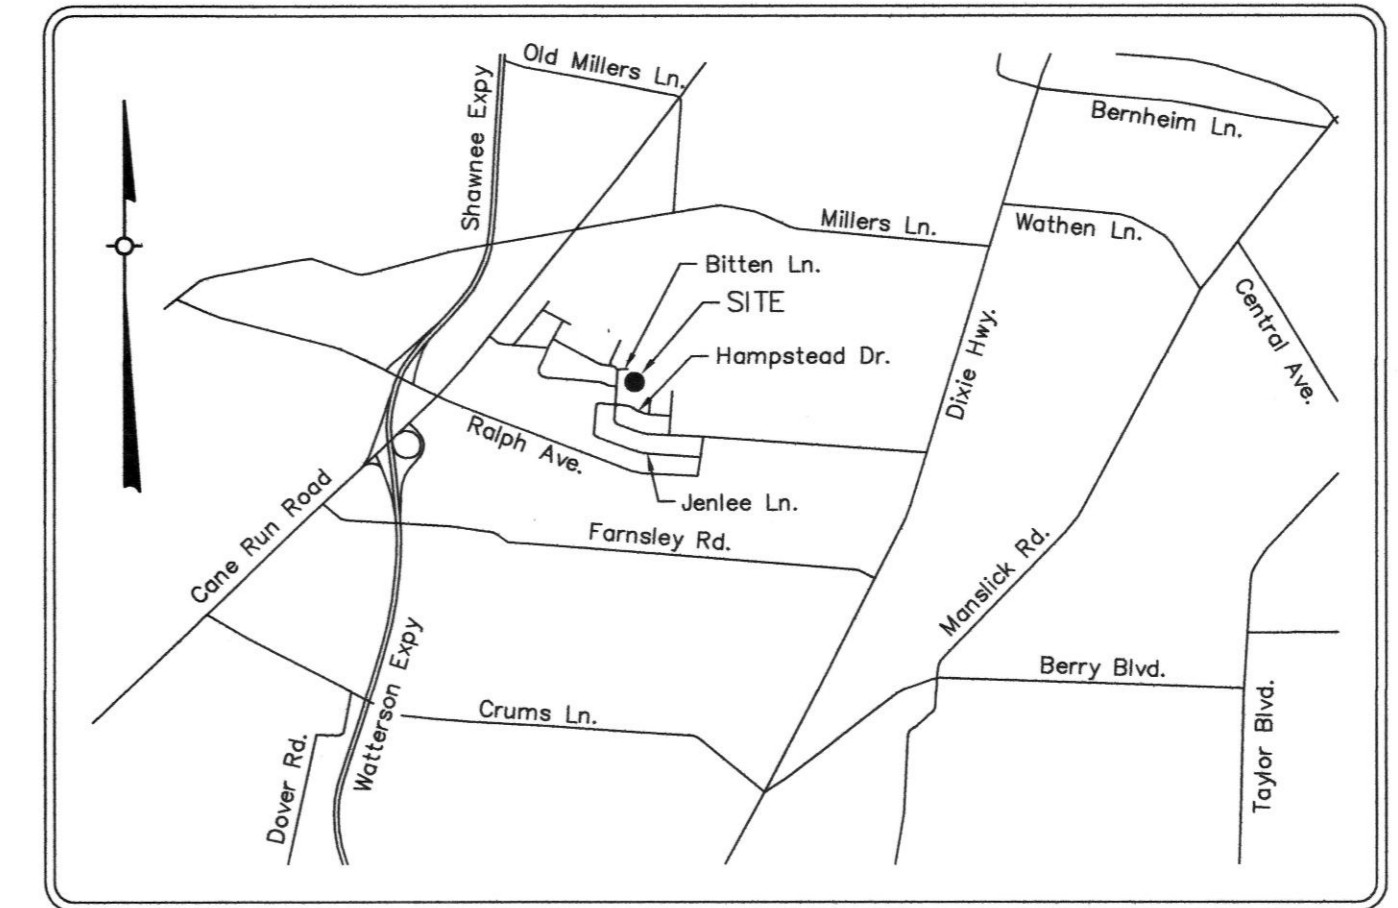 Old Millers Ln.
Shawnee Expy
Bernheim Ln.
Millers Ln.
Wathen Ln.
Bitten Ln.
SITE
Hampstead Dr.
Central Ave.
Dixie Hwy.
Ralph Ave.
Jenlee Ln.
Cane Run Road
Farnsley Rd.
Manslick Rd.
Berry Blvd.
Watterson Expy
Crums Ln.
Taylor Blvd.
Dover Rd.